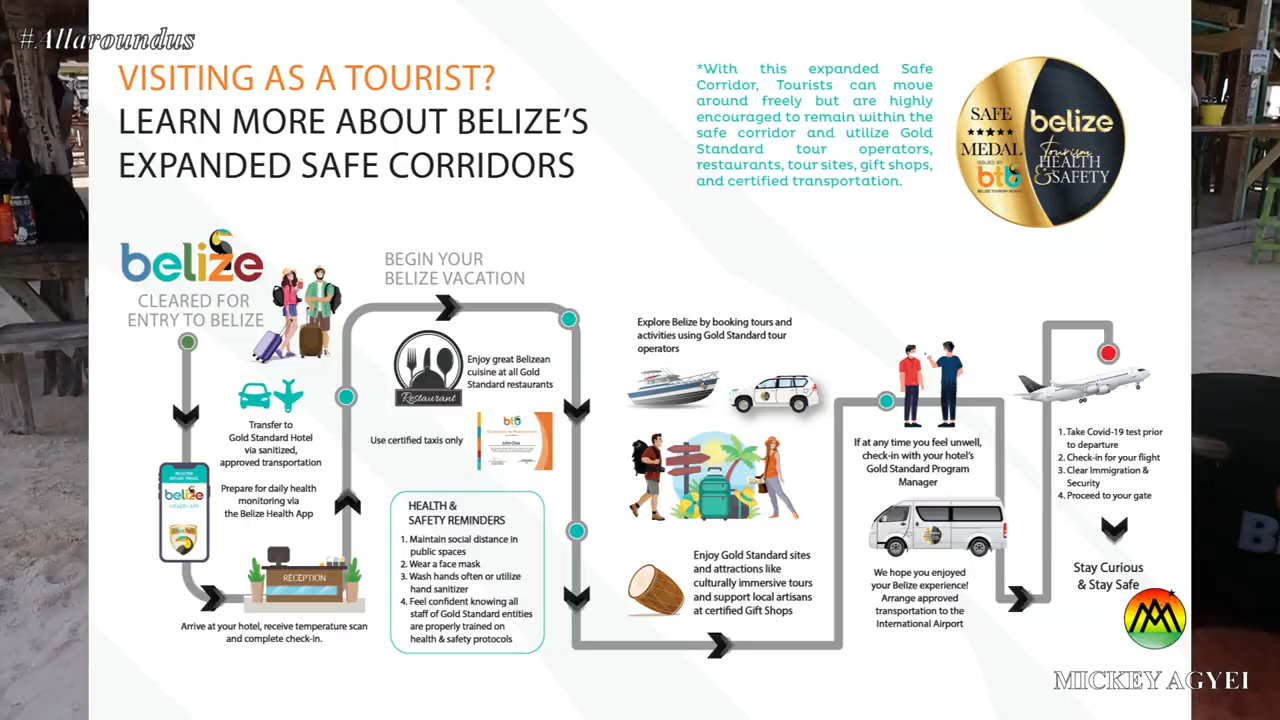 #Allaroundus
VISITING AS A TOURIST?
LEARN MORE ABOUT BELIZE'S
EXPANDED SAFE CORRIDORS
*With this expanded Safe
Corridor, Tourists can move
around freely but are highly
encouraged to remain within the
safe corridor and utilize Gold
Standard tour operators,
restaurants, tour sites, gift shops,
and certified transportation.
SAFE
MEDAL
ISSUED BY
btb
BELIZE TOURISM BOARD
belize
Tourism
HEALTH
& SAFETY
belize
CLEARED FOR
ENTRY TO BELIZE
Transfer to
Gold Standard Hotel
via sanitized,
approved transportation
Prepare for daily health
monitoring via
the Belize Health App
belize
HEALTH APP
RECEPTION
Arrive at your hotel, receive temperature scan
and complete check-in.
BEGIN YOUR
BELIZE VACATION
Restaurant
Enjoy great Belizean
cuisine at all Gold
Standard restaurants
Use certified taxis only
btb
John Doe
HEALTH &
SAFETY REMINDERS
1. Maintain social distance in
public spaces
2. Wear a face mask
3. Wash hands often or utilize
hand sanitizer
4. Feel confident knowing all
staff of Gold Standard entities
are properly trained on
health & safety protocols
Explore Belize by booking tours and
activities using Gold Standard tour
operators
Enjoy Gold Standard sites
and attractions like
culturally immersive tours
and support local artisans
at certified Gift Shops
If at any time you feel unwell,
check-in with your hotel's
Gold Standard Program
Manager
We hope you enjoyed
your Belize experience!
Arrange approved
transportation to the
International Airport
1. Take Covid-19 test prior
to departure
2. Check-in for your flight
3. Clear Immigration &
Security
4. Proceed to your gate
Stay Curious
& Stay Safe
MICKEY AGYEI